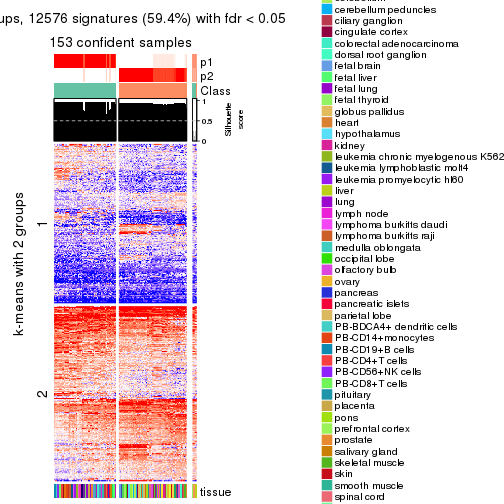 ups, 12576 signatures (59.4%) with fdr < 0.05
153 confident samples
p1
p2
Class
1
0.5
0
Silhouette
score
k-means with 2 groups
1
2
tissue
cerebellum peduncles
ciliary ganglion
cingulate cortex
colorectal adenocarcinoma
dorsal root ganglion
fetal brain
fetal liver
fetal lung
fetal thyroid
globus pallidus
heart
hypothalamus
kidney
leukemia chronic myelogenous K562
leukemia lymphoblastic molt4
leukemia promyelocytic hl60
liver
lung
lymph node
lymphoma burkitts daudi
lymphoma burkitts raji
medulla oblongata
occipital lobe
olfactory bulb
ovary
pancreas
pancreatic islets
parietal lobe
PB-BDCA4+ dendritic cells
PB-CD14+monocytes
PB-CD19+B cells
PB-CD4+T cells
PB-CD56+NK cells
PB-CD8+T cells
pituitary
placenta
pons
prefrontal cortex
prostate
salivary gland
skeletal muscle
skin
smooth muscle
spinal cord